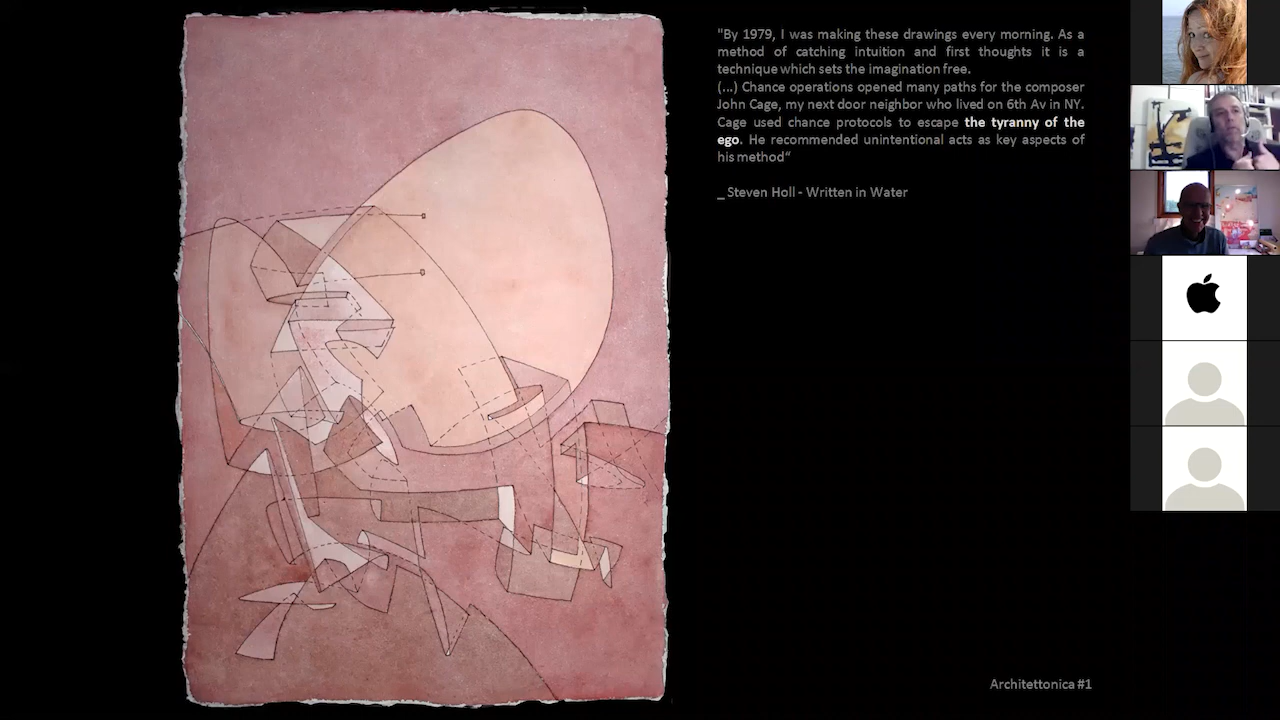 "By 1979, I was making these drawings every morning. As a
method of catching intuition and first thoughts it is a
technique which sets the imagination free.
(...) Chance operations opened many paths for the composer
John Cage, my next door neighbor who lived on 6th Av in NY.
Cage used chance protocols to escape the tyranny of the
ego. He recommended unintentional acts as key aspects of
his method“
_ Steven Holl - Written in Water
Architettonica #1